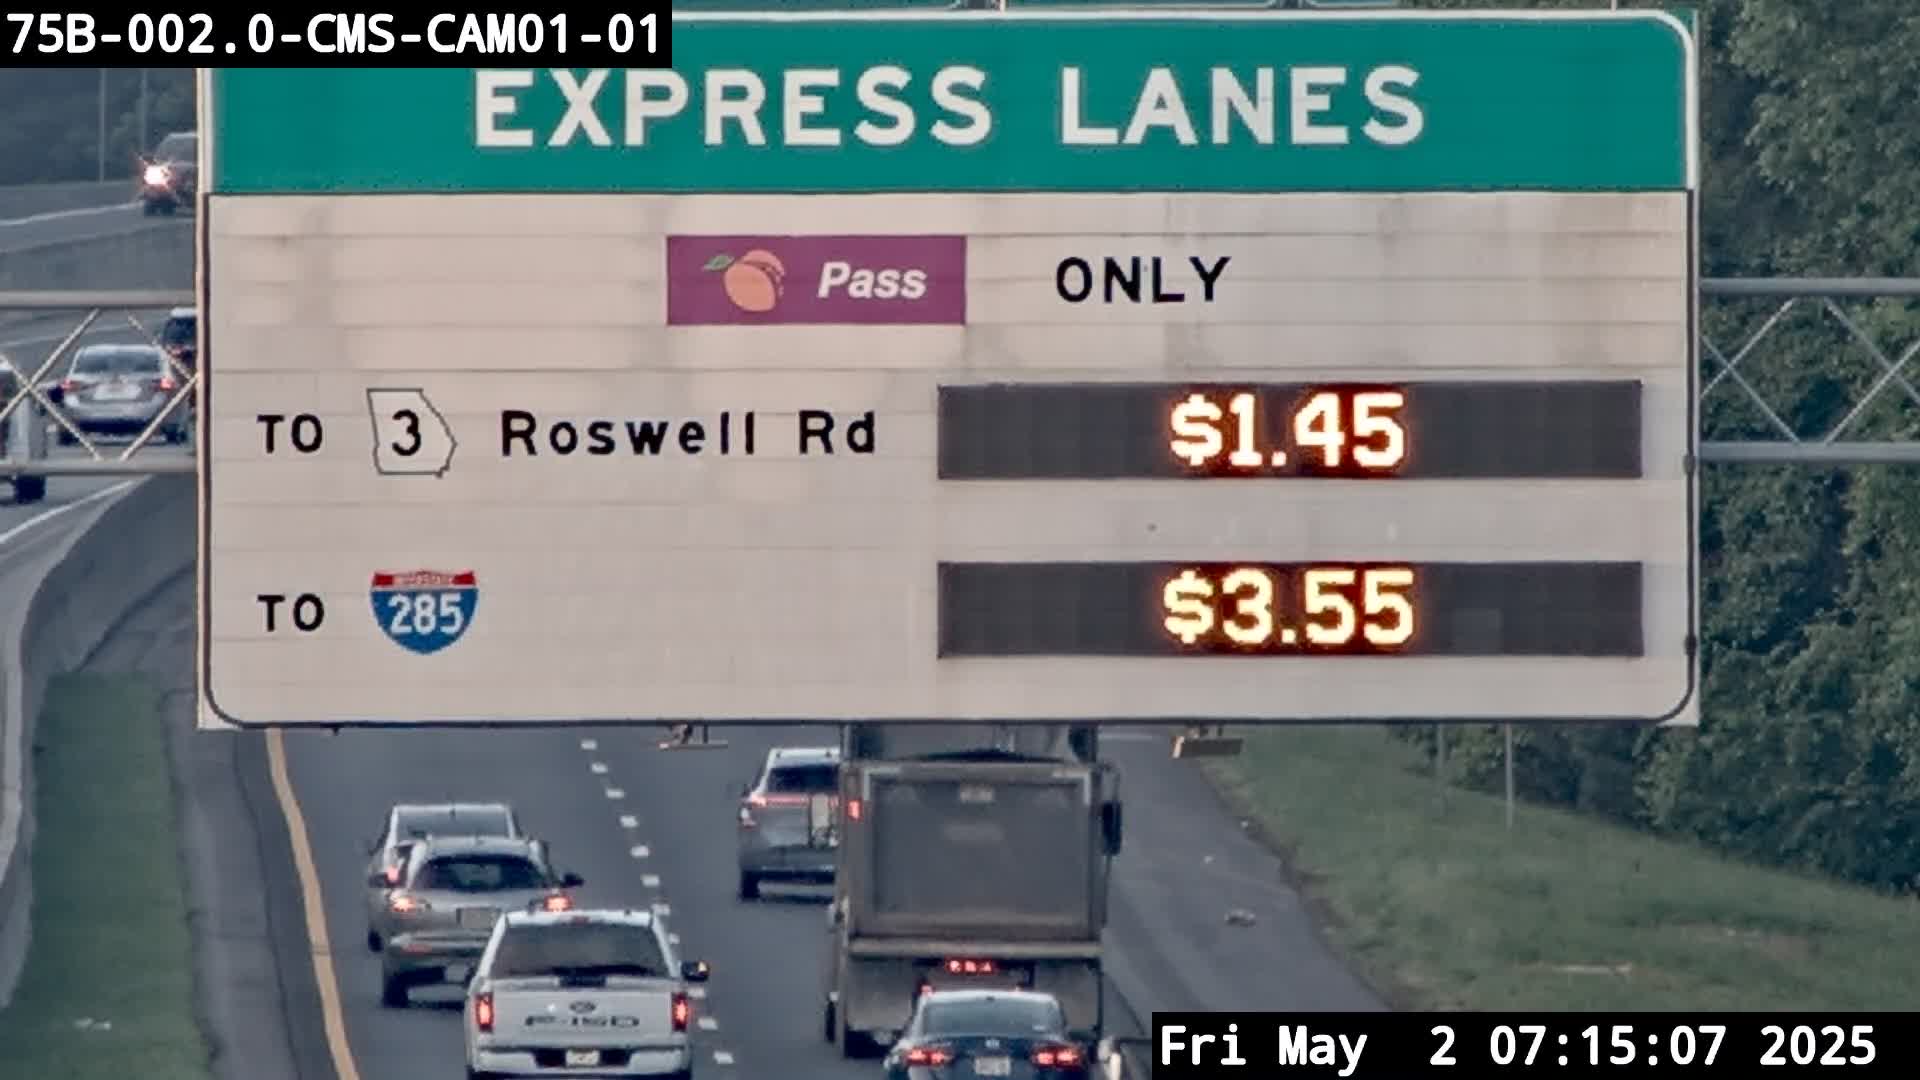 75B-002.0-CMS-CAM01-01
EXPRESS LANES
Pass ONLY
TO 3 Roswell Rd $1.45
TO INTERSTATE 285 $3.55
Fri May 2 07:15:07 2025